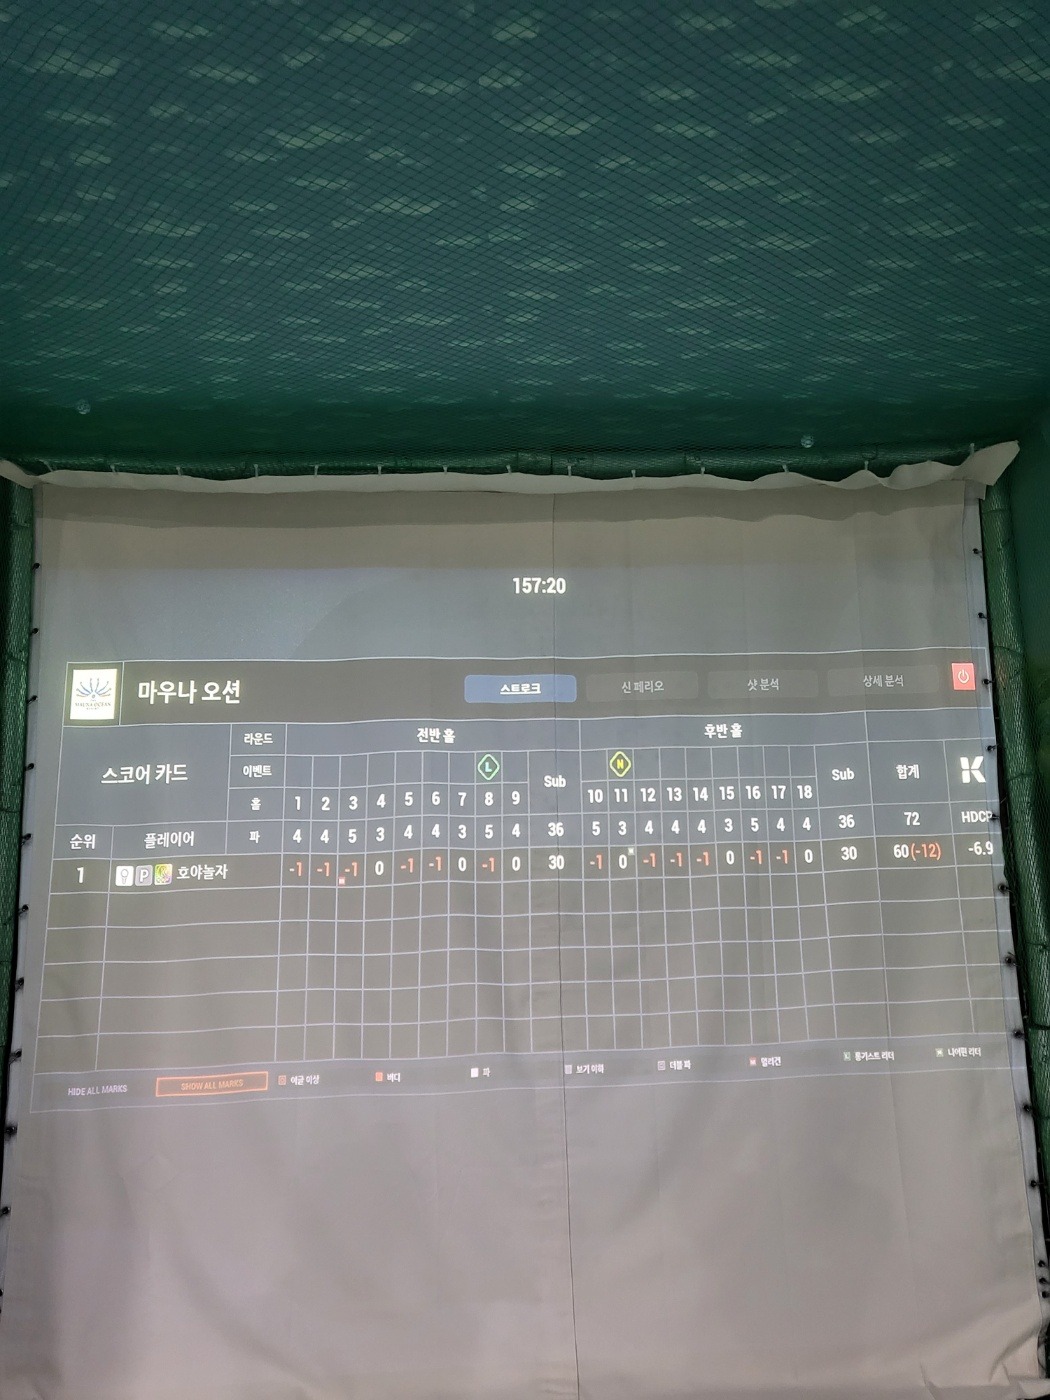 157:20
마우나 오션 스트로크 신 페리오 샷 분석 상세 분석
스코어 카드 라운드 전반 홀 후반 홀
이벤트 L Sub N Sub 합계 K
홀 1 2 3 4 5 6 7 8 9 10 11 12 13 14 15 16 17 18
순위 플레이어 파 4 4 5 3 4 4 3 5 4 36 5 3 4 4 4 3 5 4 4 36 72 HDCP
1 P 호야놀자 -1 -1 -1 0 -1 -1 0 -1 0 30 -1 0 -1 -1 -1 0 -1 -1 0 30 60(-12) -6.9
HIDE ALL MARKS SHOW ALL MARKS 이글 이상 버디 파 보기 이하 더블 파 멀리건 롱기스트 리더 니어핀 리더